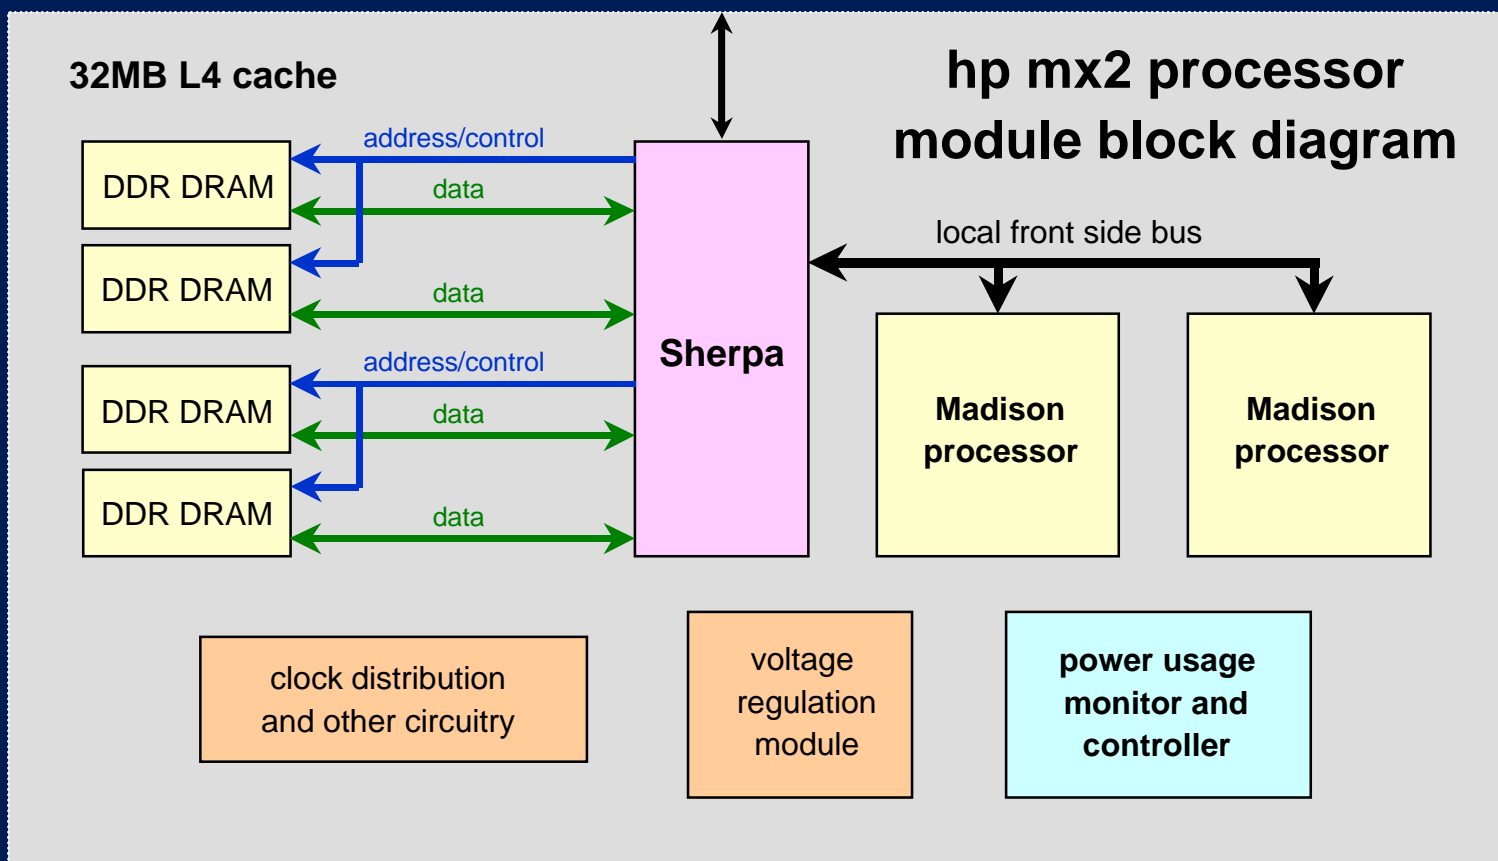 hp mx2 processor
module block diagram
32MB L4 cache
address/control
DDR DRAM
data
local front side bus
DDR DRAM
data
Sherpa
address/control
DDR DRAM
data
Madison
processor
Madison
processor
DDR DRAM
data
clock distribution
and other circuitry
voltage
regulation
module
power usage
monitor and
controller